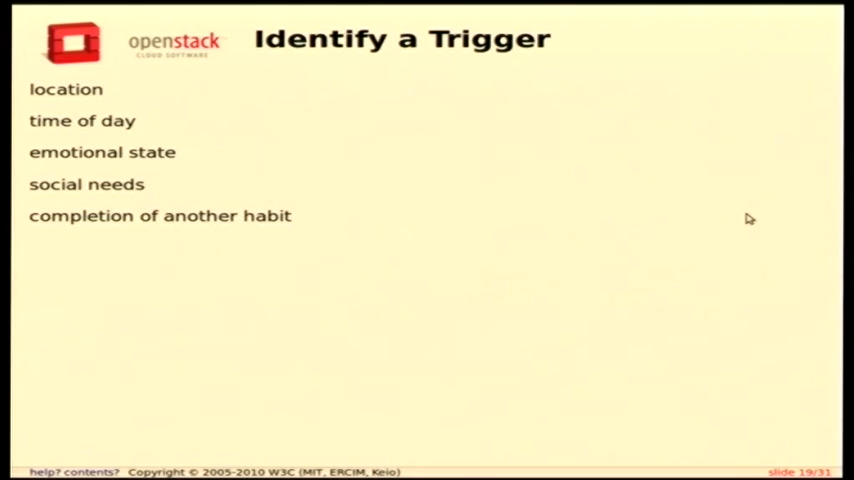 openstack
CLOUD SOFTWARE
Identify a Trigger
location
time of day
emotional state
social needs
completion of another habit
help? contents? Copyright © 2005-2010 W3C (MIT, ERCIM, Keio)
slide 19/31